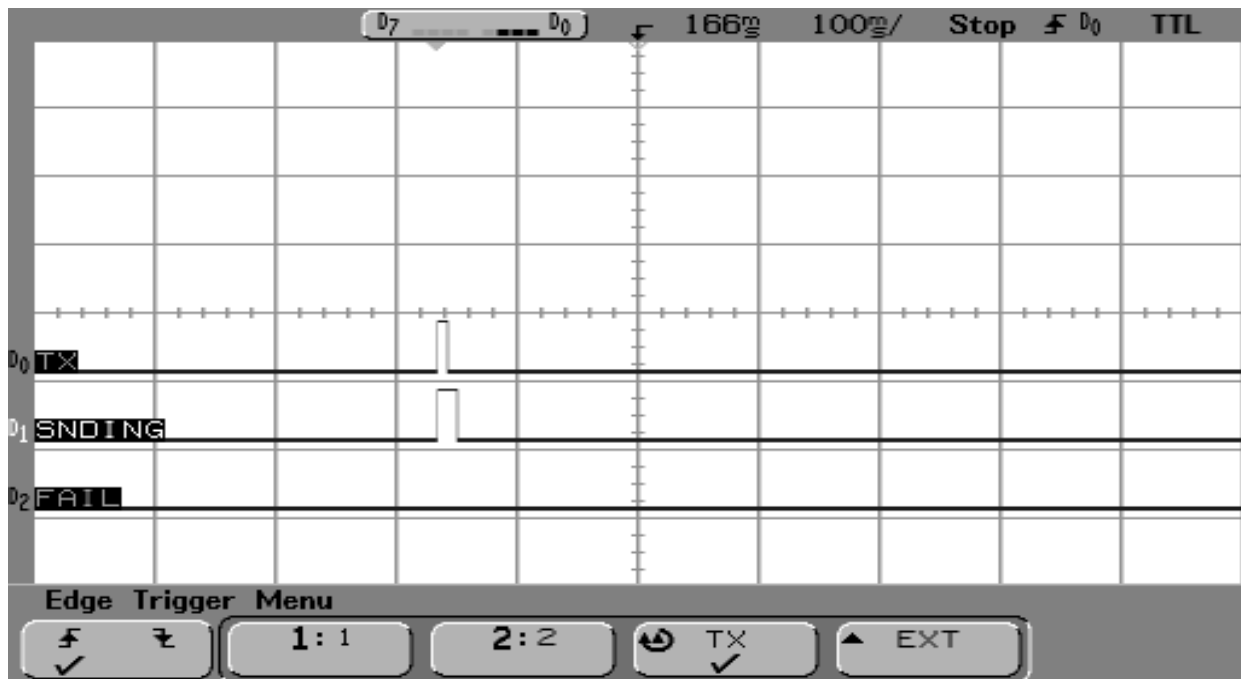 D7 D0 166ms 100ms/ Stop D0 TTL
D0 TX
D1 SNDING
D2 FAIL
Edge Trigger Menu
1: 1 2: 2 TX EXT